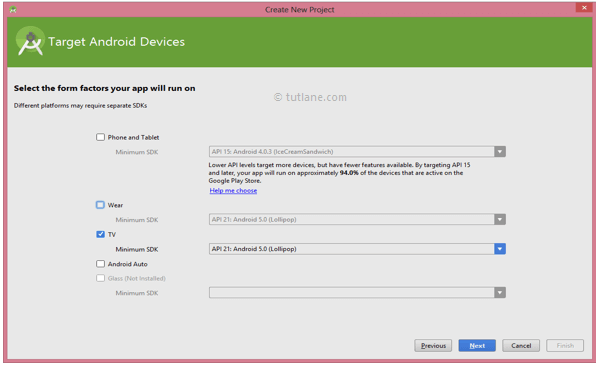 Create New Project
Target Android Devices
Select the form factors your app will run on
© tutlane.com
Different platforms may require separate SDKs
Phone and Tablet
Minimum SDK API 15: Android 4.0.3 (IceCreamSandwich)
Lower API levels target more devices, but have fewer features available. By targeting API 15
and later, your app will run on approximately 94.0% of the devices that are active on the
Google Play Store.
Help me choose
Wear
Minimum SDK API 21: Android 5.0 (Lollipop)
TV
Minimum SDK API 21: Android 5.0 (Lollipop)
Android Auto
Glass (Not Installed)
Minimum SDK
Previous Next Cancel Finish